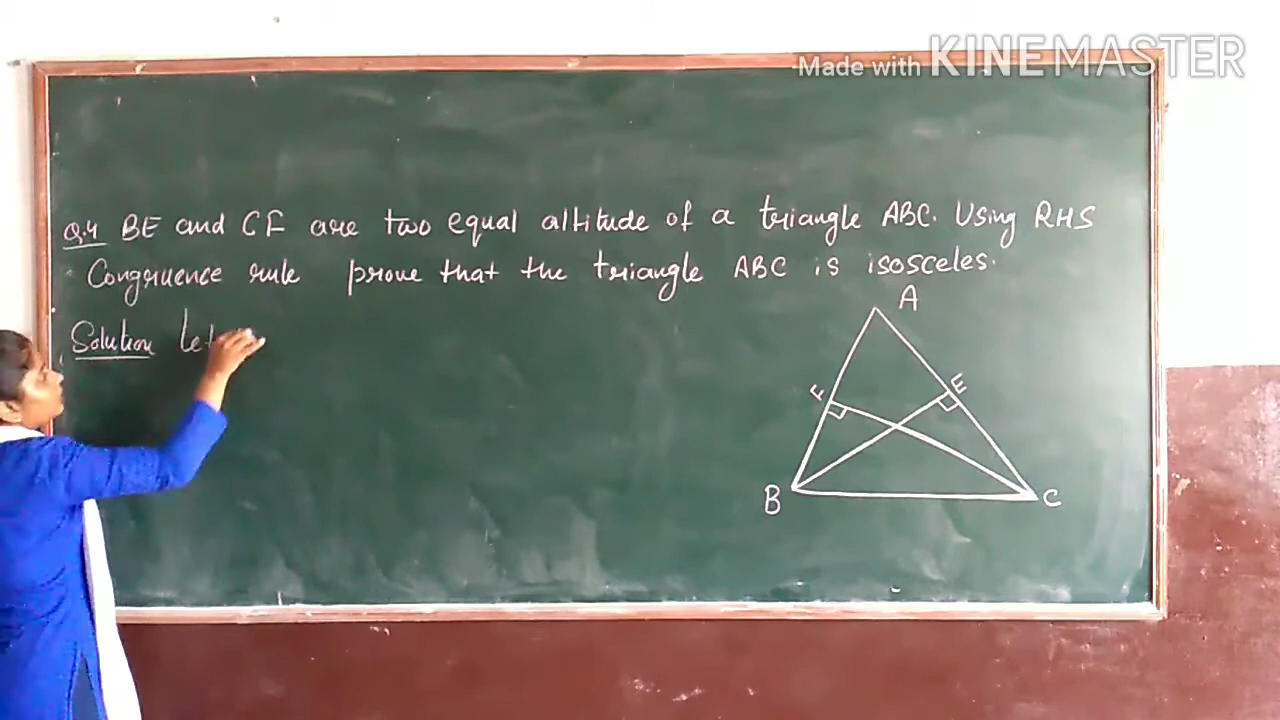 Made with KINEMASTER
Q.4 BE and CF are two equal altitude of a triangle ABC. Using RHS
Congruence rule prove that the triangle ABC is isosceles.
Solution Let
A
F
E
B
C